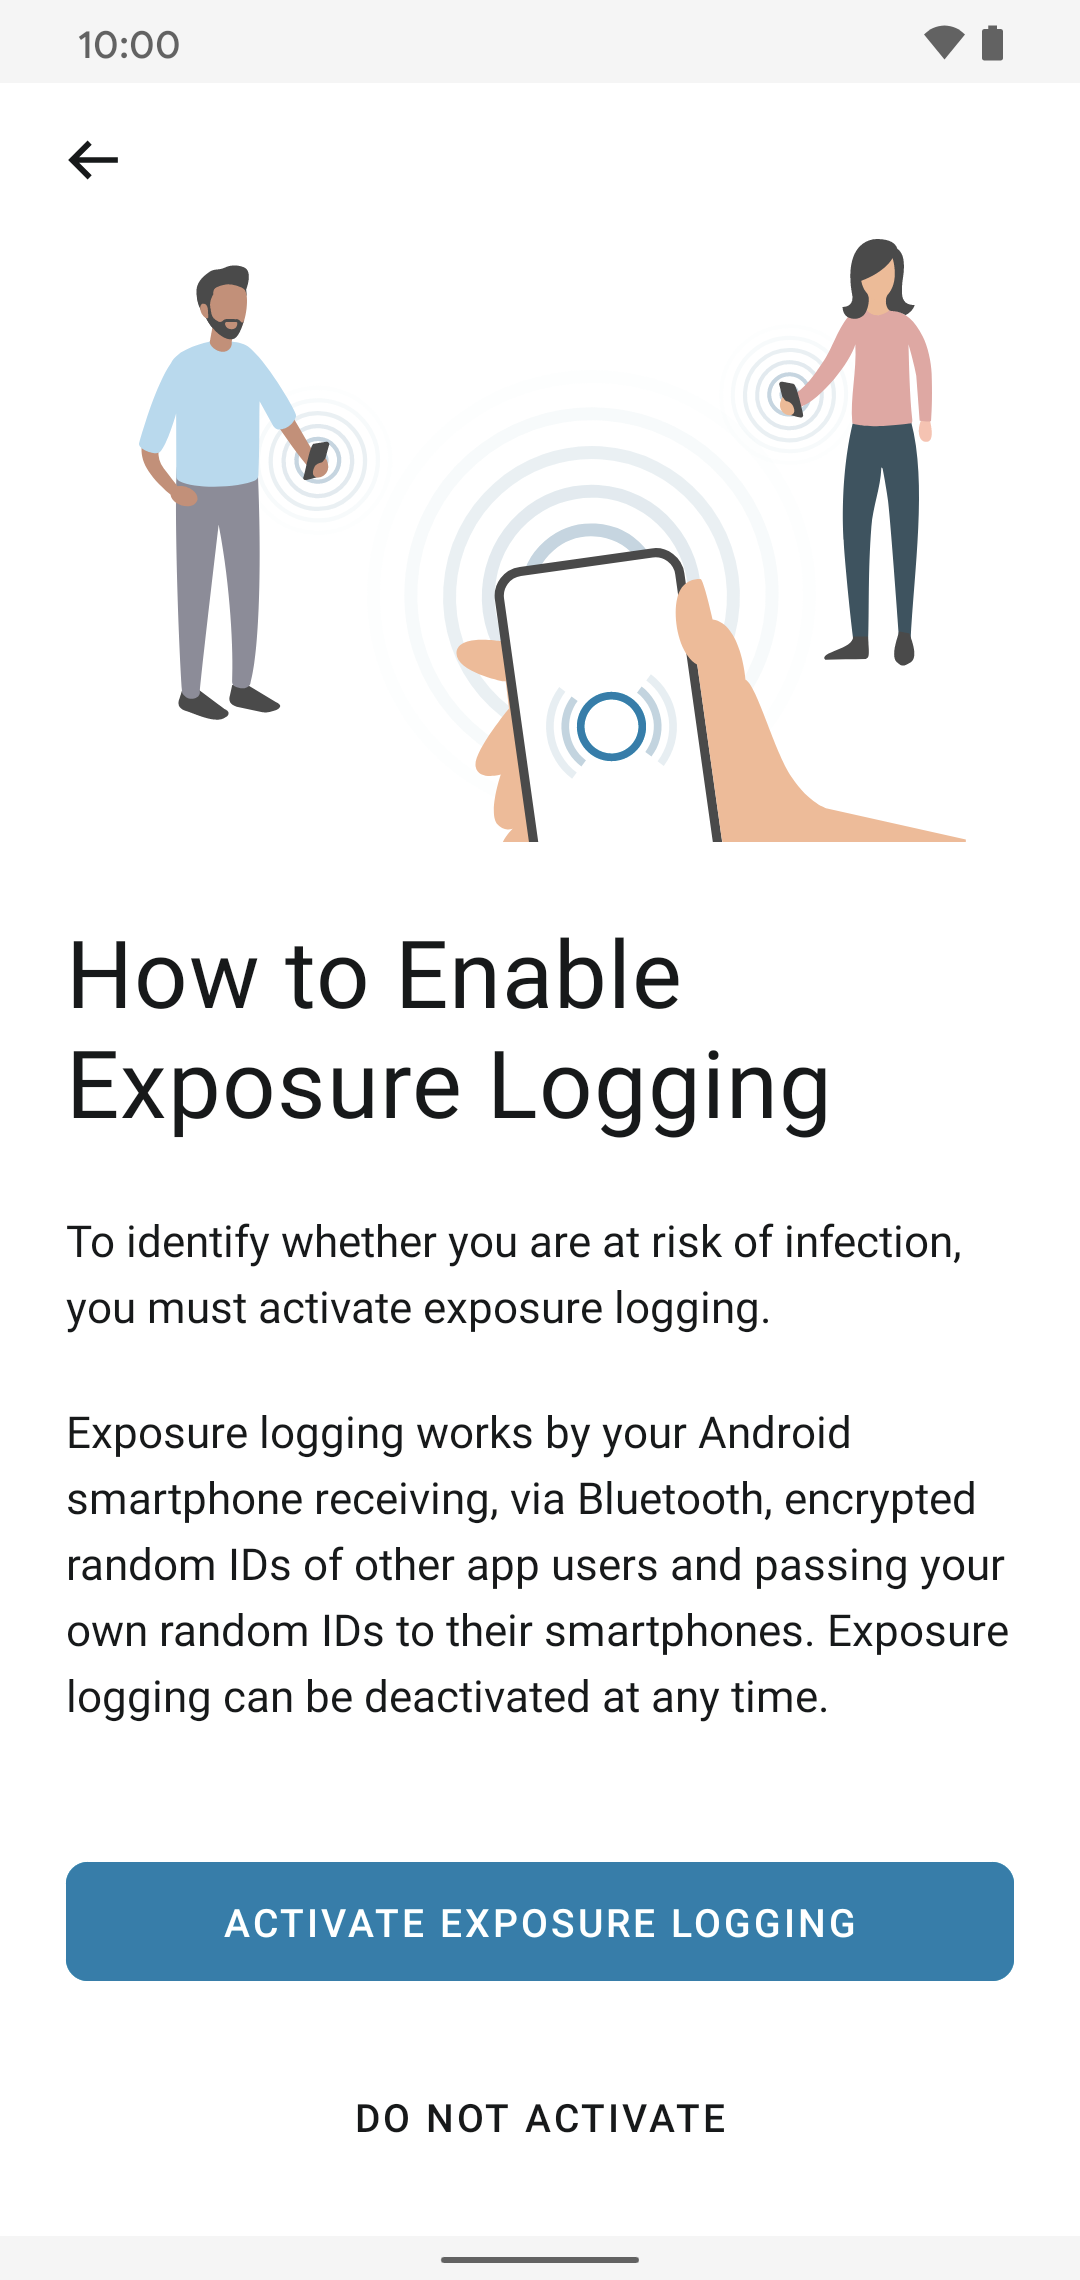 10:00
How to Enable
Exposure Logging
To identify whether you are at risk of infection,
you must activate exposure logging.
Exposure logging works by your Android
smartphone receiving, via Bluetooth, encrypted
random IDs of other app users and passing your
own random IDs to their smartphones. Exposure
logging can be deactivated at any time.
ACTIVATE EXPOSURE LOGGING
DO NOT ACTIVATE